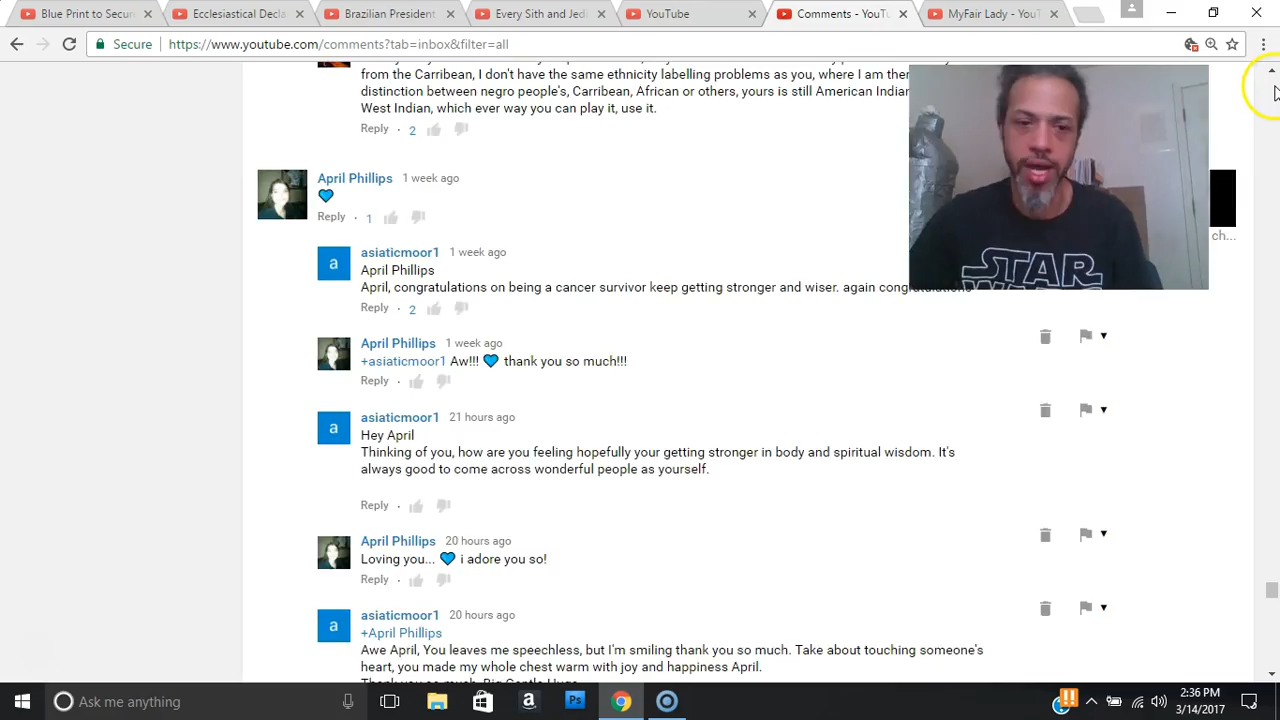 Blue Print to Secure
Ecclesiastical Decla
Brazilian President
Every Sith and Jedi
YouTube
Comments - YouTu
MyFair Lady - YouT
Secure
https://www.youtube.com/comments?tab=inbox&filter=all
from the Carribean, I don't have the same ethnicity labelling problems as you, where I am ther
distinction between negro people's, Carribean, African or others, yours is still American Indian
West Indian, which ever way you can play it, use it.
Reply · 2
April Phillips 1 week ago
Reply · 1
asiaticmoor1 1 week ago
April Phillips
April, congratulations on being a cancer survivor keep getting stronger and wiser. again congratulations
Reply · 2
April Phillips 1 week ago
+asiaticmoor1 Aw!!! 💙 thank you so much!!!
Reply ·
asiaticmoor1 21 hours ago
Hey April
Thinking of you, how are you feeling hopefully your getting stronger in body and spiritual wisdom. It's
always good to come across wonderful people as yourself.
Reply ·
April Phillips 20 hours ago
Loving you... 💙 i adore you so!
Reply ·
asiaticmoor1 20 hours ago
+April Phillips
Awe April, You leaves me speechless, but I'm smiling thank you so much. Take about touching someone's
heart, you made my whole chest warm with joy and happiness April.
ch...
STAR
Ask me anything
2:36 PM
3/14/2017